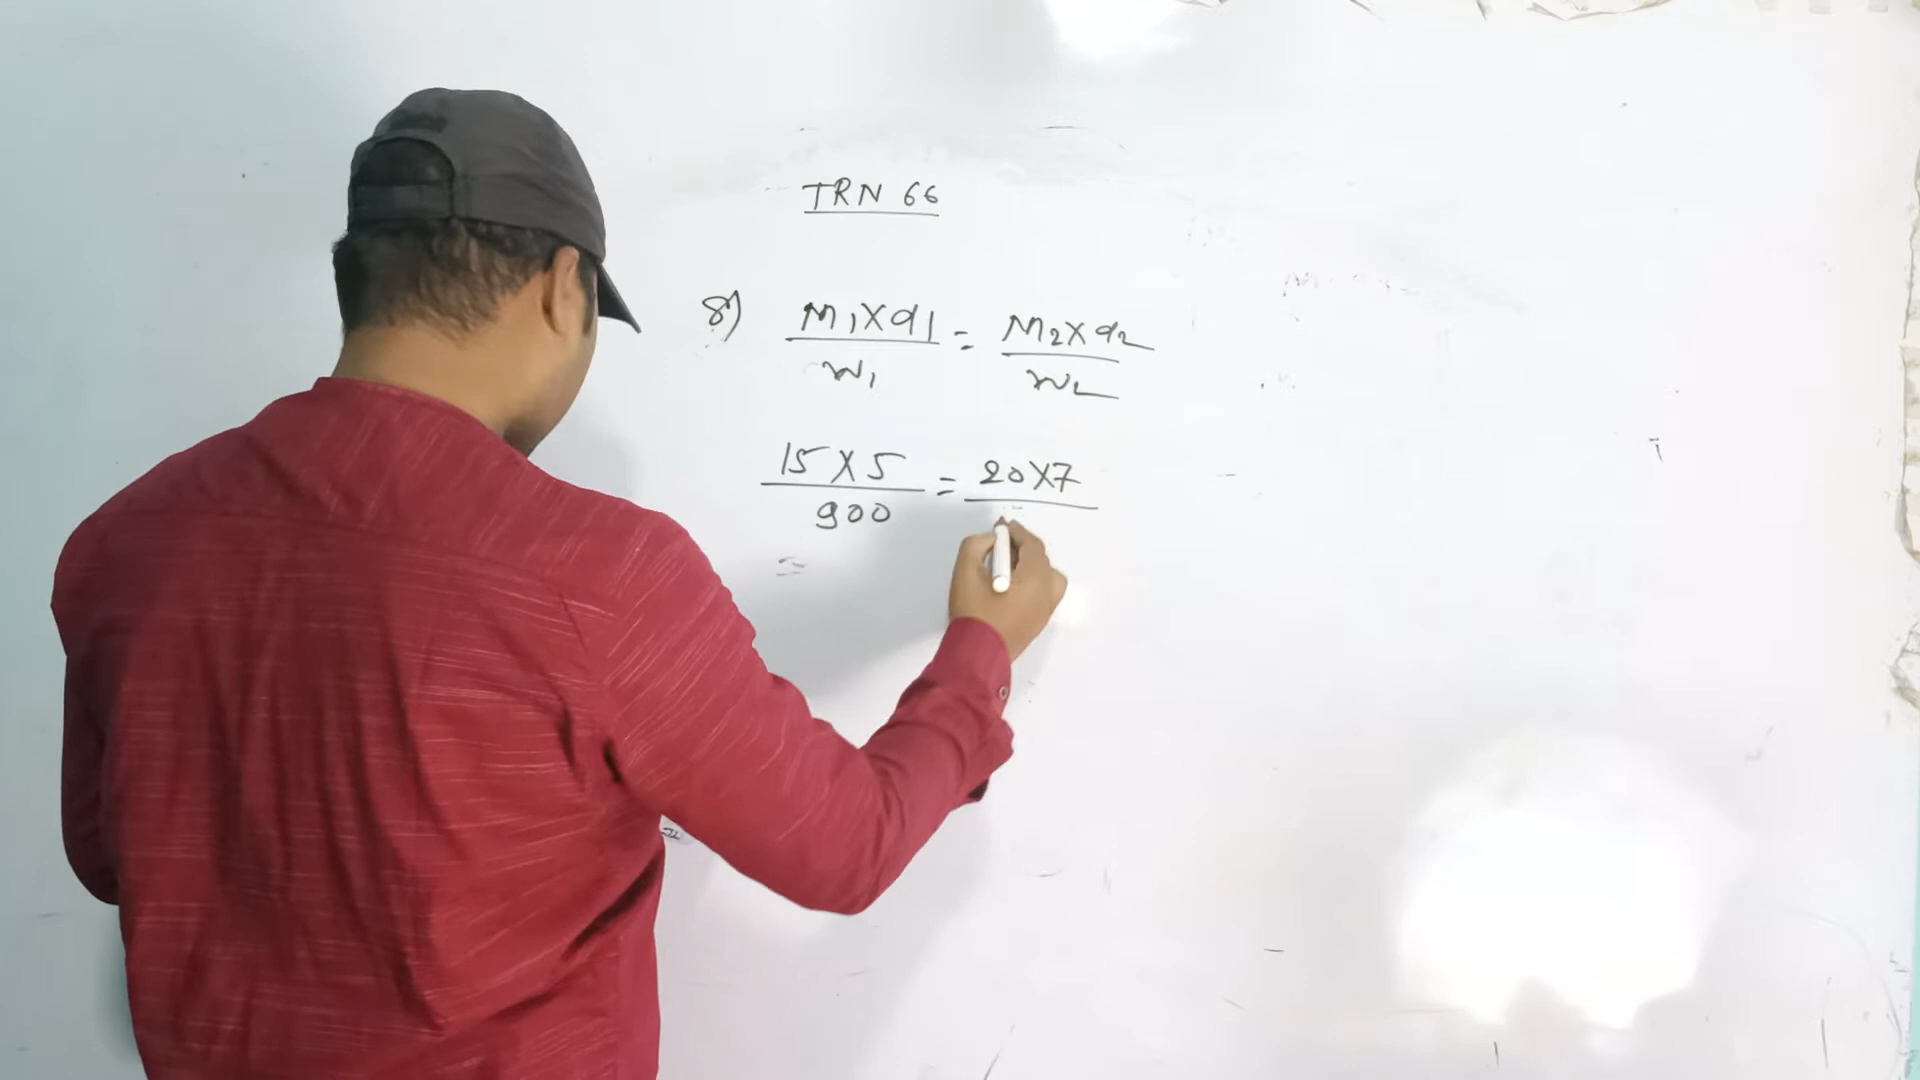 TRN 66
8) M₁×d₁/W₁ = M₂×d₂/W₂
15×5/900 = 20×7/
=